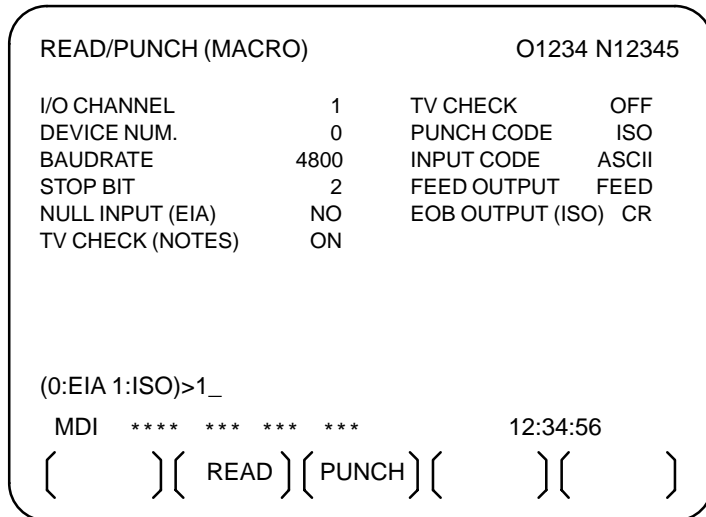 READ/PUNCH (MACRO) O1234 N12345
I/O CHANNEL 1 TV CHECK OFF
DEVICE NUM. 0 PUNCH CODE ISO
BAUDRATE 4800 INPUT CODE ASCII
STOP BIT 2 FEED OUTPUT FEED
NULL INPUT (EIA) NO EOB OUTPUT (ISO) CR
TV CHECK (NOTES) ON
(0:EIA 1:ISO)>1_
MDI **** *** *** *** 12:34:56
[ ] [ READ ] [ PUNCH ] [ ] [ ]